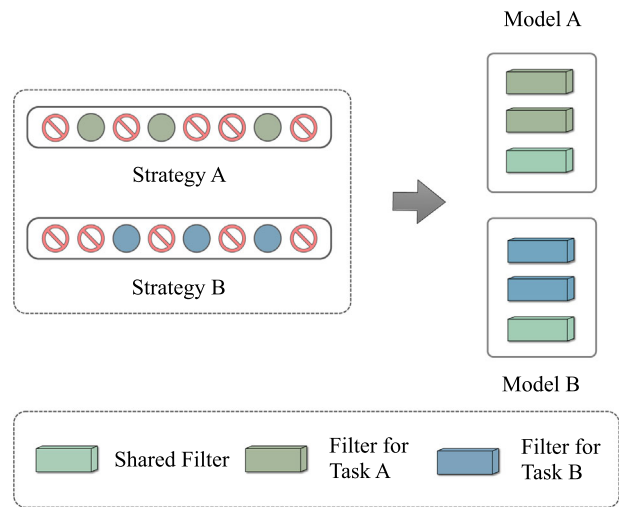 Model A
Strategy A
Strategy B
Model B
Shared Filter
Filter for
Task A
Filter for
Task B